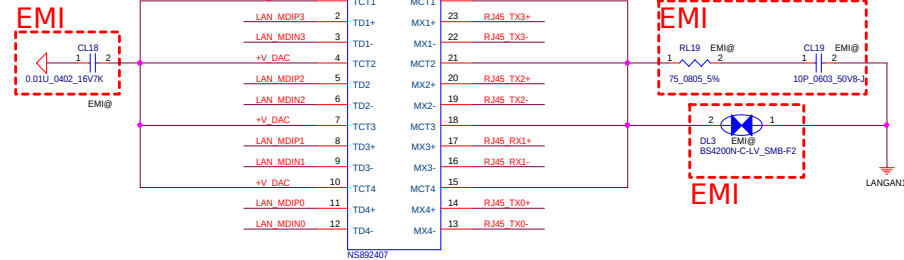 TCT1 MCT1
EMI EMI
LAN_MDIP3 2 TD1+ MX1+ 23 RJ45_TX3+
LAN_MDIN3 3 TD1- MX1- 22 RJ45_TX3-
CL18 RL19 EMI@ CL19 EMI@
1 2 +V_DAC 4 TCT2 MCT2 21 1 2 1 2
0.01U_0402_16V7K LAN_MDIP2 5 TD2 MX2+ 20 RJ45_TX2+ 75_0805_5% 10P_0603_50V8-J
EMI@ LAN_MDIN2 6 TD2- MX2- 19 RJ45_TX2-
+V_DAC 7 TCT3 MCT3 18 2 1
LAN_MDIP1 8 TD3+ MX3+ 17 RJ45_RX1+ DL3 EMI@
BS4200N-C-LV_SMB-F2
LAN_MDIN1 9 TD3- MX3- 16 RJ45_RX1-
+V_DAC 10 TCT4 MCT4 15 LANGAN1
EMI
LAN_MDIP0 11 TD4+ MX4+ 14 RJ45_TX0+
LAN_MDIN0 12 TD4- MX4- 13 RJ45_TX0-
NS892407